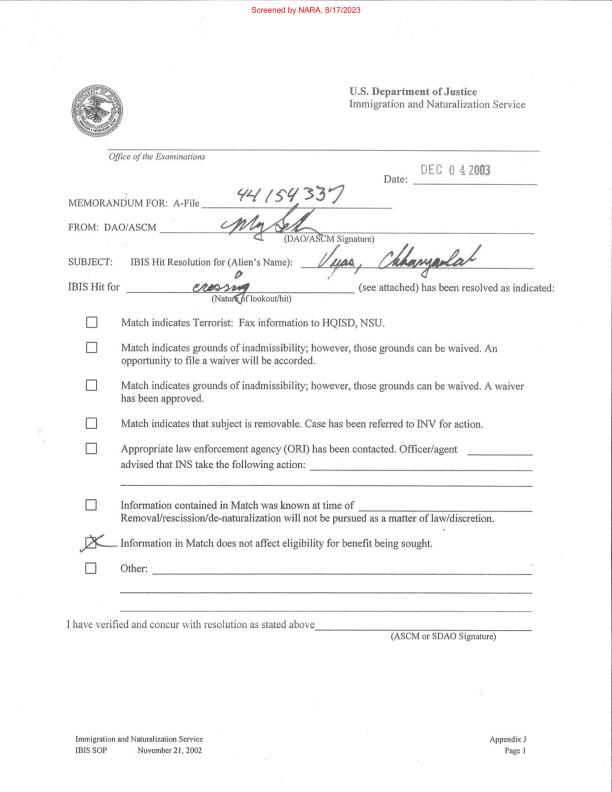 Screened by NARA, 8/17/2023
U.S. Department of Justice
Immigration and Naturalization Service
Office of the Examinations
Date: DEC 04 2003
MEMORANDUM FOR: A-File 44154337
FROM: DAO/ASCM
(DAO/ASCM Signature)
SUBJECT: IBIS Hit Resolution for (Alien's Name): Vyas,
IBIS Hit for crossing (see attached) has been resolved as indicated:
(Nature of lookout/hit)
Match indicates Terrorist: Fax information to HQISD, NSU.
Match indicates grounds of inadmissibility; however, those grounds can be waived. An
opportunity to file a waiver will be accorded.
Match indicates grounds of inadmissibility; however, those grounds can be waived. A waiver
has been approved.
Match indicates that subject is removable. Case has been referred to INV for action.
Appropriate law enforcement agency (ORI) has been contacted. Officer/agent
advised that INS take the following action:
Information contained in Match was known at time of
Removal/rescission/de-naturalization will not be pursued as a matter of law/discretion.
Information in Match does not affect eligibility for benefit being sought.
Other:
I have verified and concur with resolution as stated above
(ASCM or SDAO Signature)
Immigration and Naturalization Service Appendix J
IBIS SOP November 21, 2002 Page 1